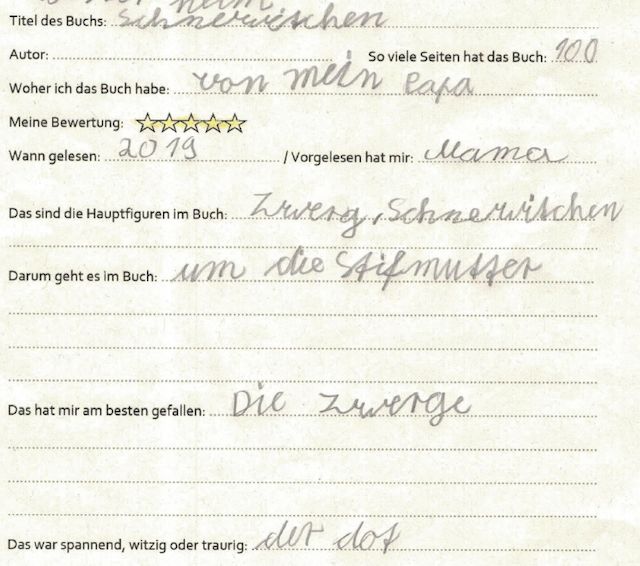 Titel des Buchs: Schnerwitschen
Autor: So viele Seiten hat das Buch: 100
Woher ich das Buch habe: von mein Papa
Meine Bewertung:
Wann gelesen: 2019 / Vorgelesen hat mir: Mama
Das sind die Hauptfiguren im Buch: Zwerg, Schnewitschen
Darum geht es im Buch: um die Stifmutter
Das hat mir am besten gefallen: Die Zwerge
Das war spannend, witzig oder traurig: der dot